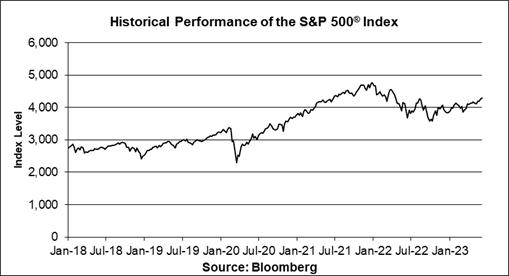 Historical Performance of the S&P 500® Index
Index Level
6,000
5,000
4,000
3,000
2,000
1,000
0
Jan-18 Jul-18 Jan-19 Jul-19 Jan-20 Jul-20 Jan-21 Jul-21 Jan-22 Jul-22 Jan-23
Source: Bloomberg